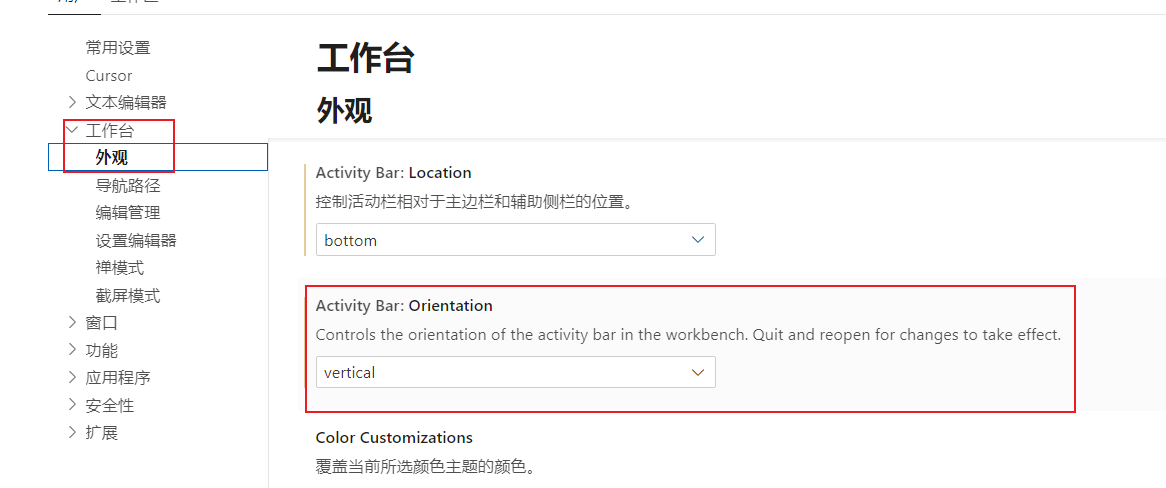 常用设置
Cursor
文本编辑器
工作台
外观
导航路径
编辑管理
设置编辑器
禅模式
截屏模式
窗口
功能
应用程序
安全性
扩展
工作台
外观
Activity Bar: Location
控制活动栏相对于主边栏和辅助侧栏的位置。
bottom
Activity Bar: Orientation
Controls the orientation of the activity bar in the workbench. Quit and reopen for changes to take effect.
vertical
Color Customizations
覆盖当前所选颜色主题的颜色。